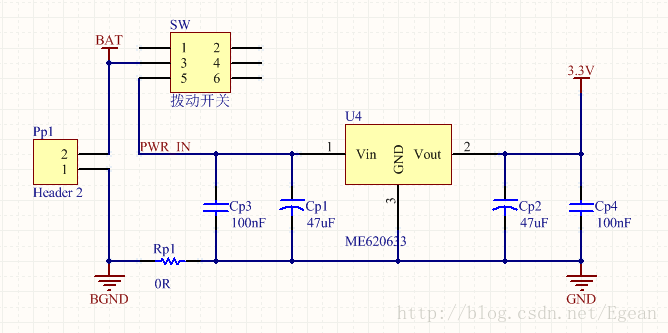 SW
BAT
1 2
3 4
5 6
拨动开关
3.3V
U4
Pp1
2
1
Header 2
PWR_IN
1
Vin
GND
Vout
2
3
Cp3
100nF
Cp1
47uF
Cp2
47uF
Cp4
100nF
ME620633
Rp1
0R
BGND
GND
http://blog.csdn.net/Egean